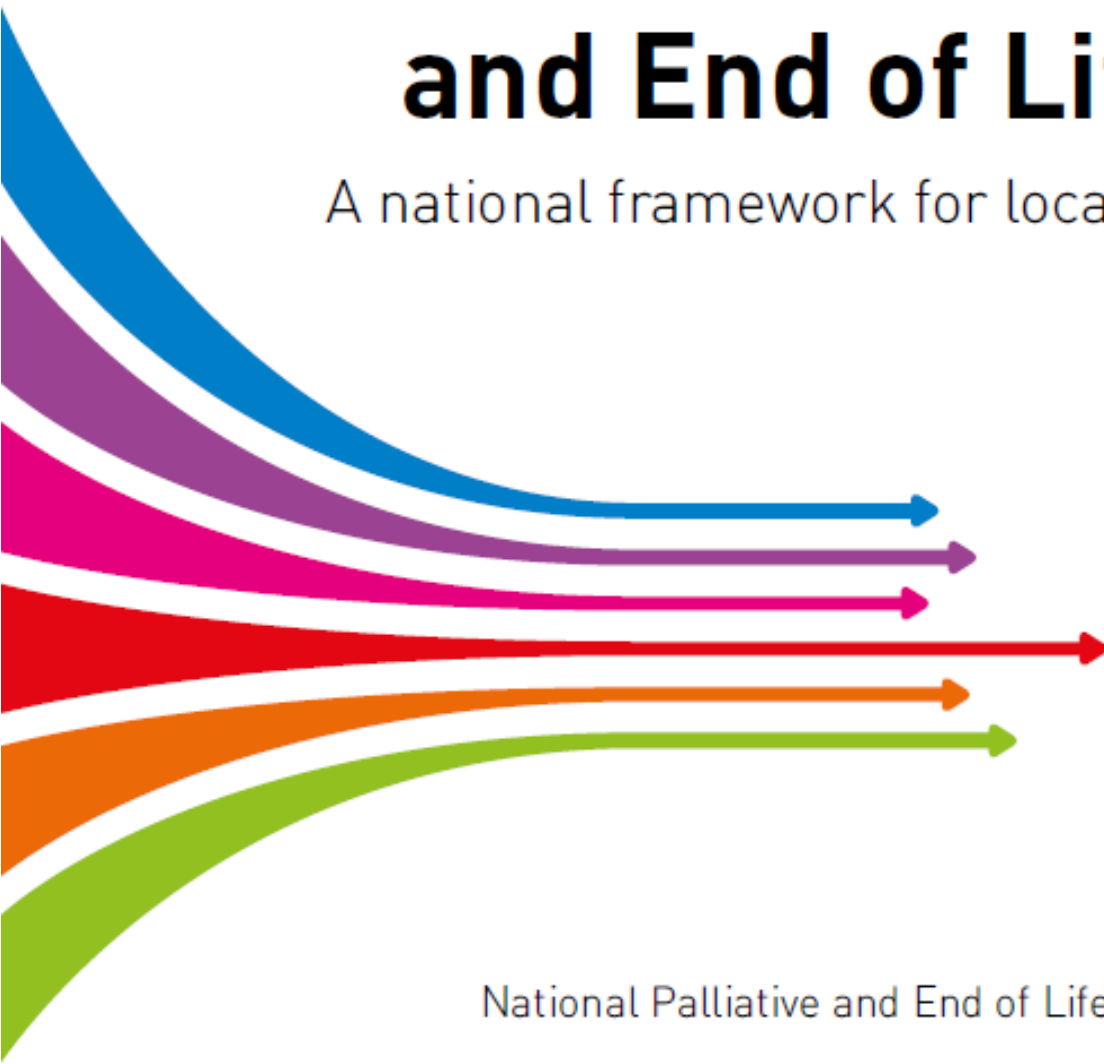 and End of Li
A national framework for loca
National Palliative and End of Life